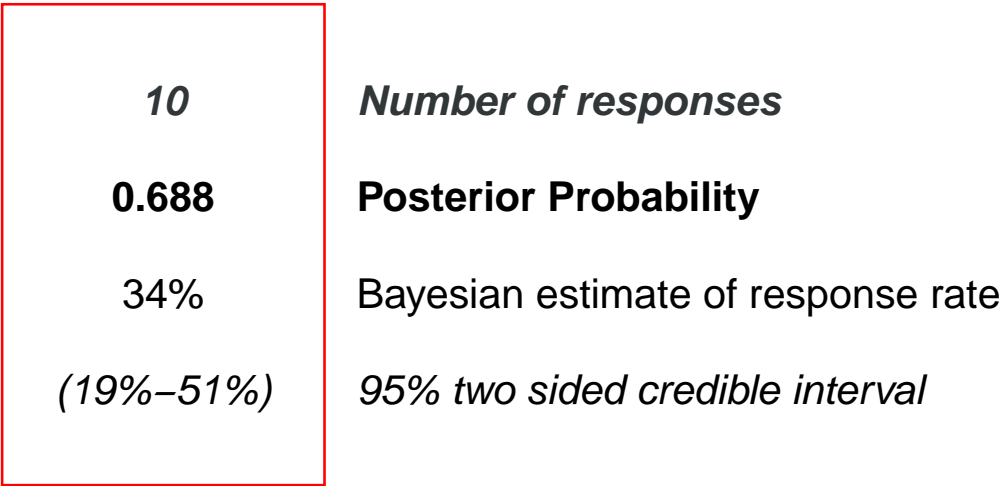 10 Number of responses
0.688 Posterior Probability
34% Bayesian estimate of response rate
(19%–51%) 95% two sided credible interval